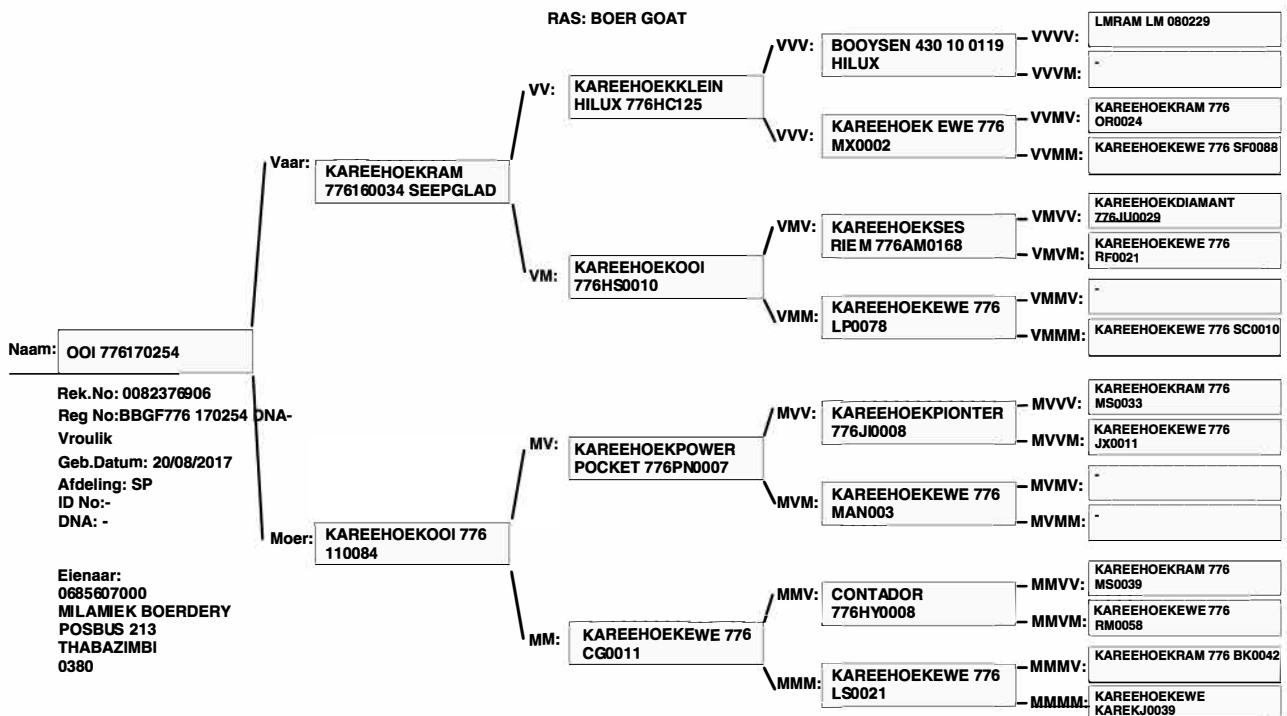 RAS: BOER GOAT
Naam: OOI 776170254
Rek.No: 0082376906
Reg No:BBGF776 170254 DNA-
Vroulik
Geb.Datum: 20/08/2017
Afdeling: SP
ID No:-
DNA: -
Eienaar:
0685607000
MILAMIEK BOERDERY
POSBUS 213
THABAZIMBI
0380
Vaar: KAREEHOEKRAM
776160034 SEEPGLAD
Moer: KAREEHOEKOOI 776
110084
VV: KAREEHOEKKLEIN
HILUX 776HC125
VM: KAREEHOEKOOI
776HS0010
MV: KAREEHOEKPOWER
POCKET 776PN0007
MM: KAREEHOEKEWE 776
CG0011
VVV: BOOYSEN 430 10 0119
HILUX
VVV: KAREEHOEK EWE 776
MX0002
VMV: KAREEHOEKSES
RIEM 776AM0168
VMM: KAREEHOEKEWE 776
LP0078
MVV: KAREEHOEKPIONTER
776JI0008
MVM: KAREEHOEKEWE 776
MAN003
MMV: CONTADOR
776HY0008
MMM: KAREEHOEKEWE 776
LS0021
VVVV: LMRAM LM 080229
VVVM: -
VVMV: KAREEHOEKRAM 776
OR0024
VVMM: KAREEHOEKEWE 776 SF0088
VMVV: KAREEHOEKDIAMANT
776JU0029
VMVM: KAREEHOEKEWE 776
RF0021
VMMV: -
VMMM: KAREEHOEKEWE 776 SC0010
MVVV: KAREEHOEKRAM 776
MS0033
MVVM: KAREEHOEKEWE 776
JX0011
MVMV: -
MVMM: -
MMVV: KAREEHOEKRAM 776
MS0039
MMVM: KAREEHOEKEWE 776
RM0058
MMMV: KAREEHOEKRAM 776 BK0042
MMMM: KAREEHOEKEWE
KAREKJ0039